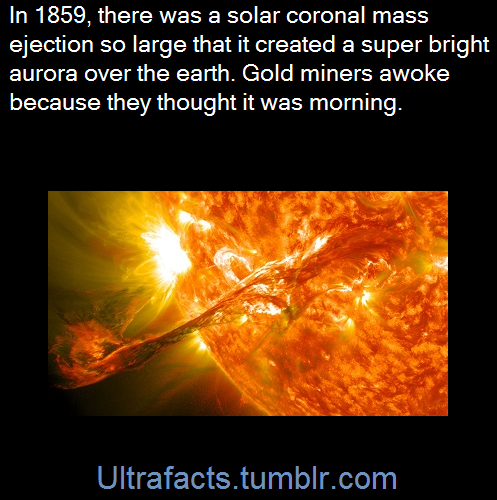 In 1859, there was a solar coronal mass
ejection so large that it created a super bright
aurora over the earth. Gold miners awoke
because they thought it was morning.
Ultrafacts.tumblr.com